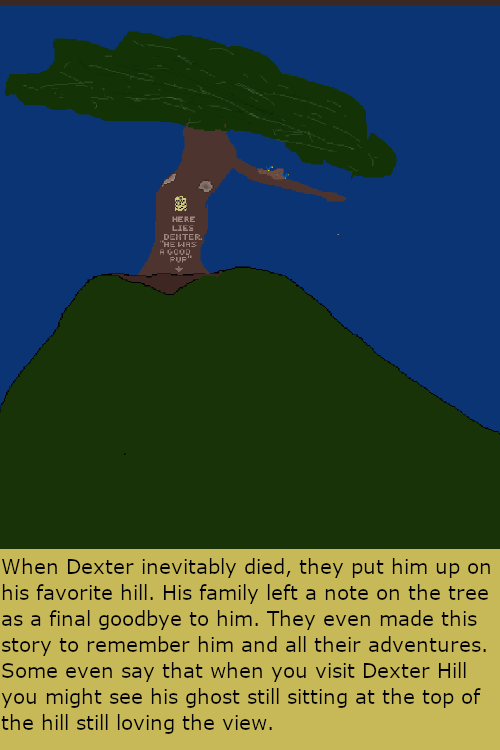 HERE
LIES
DEXTER.
"HE WAS
A GOOD
PUP"
When Dexter inevitably died, they put him up on
his favorite hill. His family left a note on the tree
as a final goodbye to him. They even made this
story to remember him and all their adventures.
Some even say that when you visit Dexter Hill
you might see his ghost still sitting at the top of
the hill still loving the view.